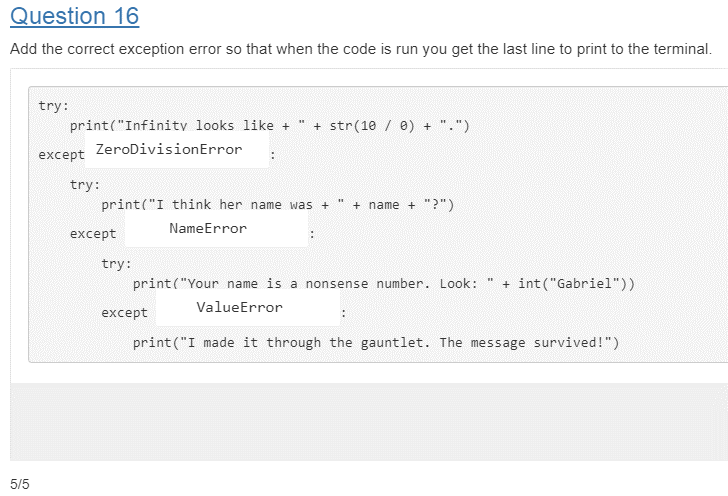 Question 16
Add the correct exception error so that when the code is run you get the last line to print to the terminal.
try:
print("Infinity looks like + " + str(10 / 0) + ".")
except ZeroDivisionError :
try:
print("I think her name was + " + name + "?")
except NameError :
try:
print("Your name is a nonsense number. Look: " + int("Gabriel"))
except ValueError :
print("I made it through the gauntlet. The message survived!")
5/5